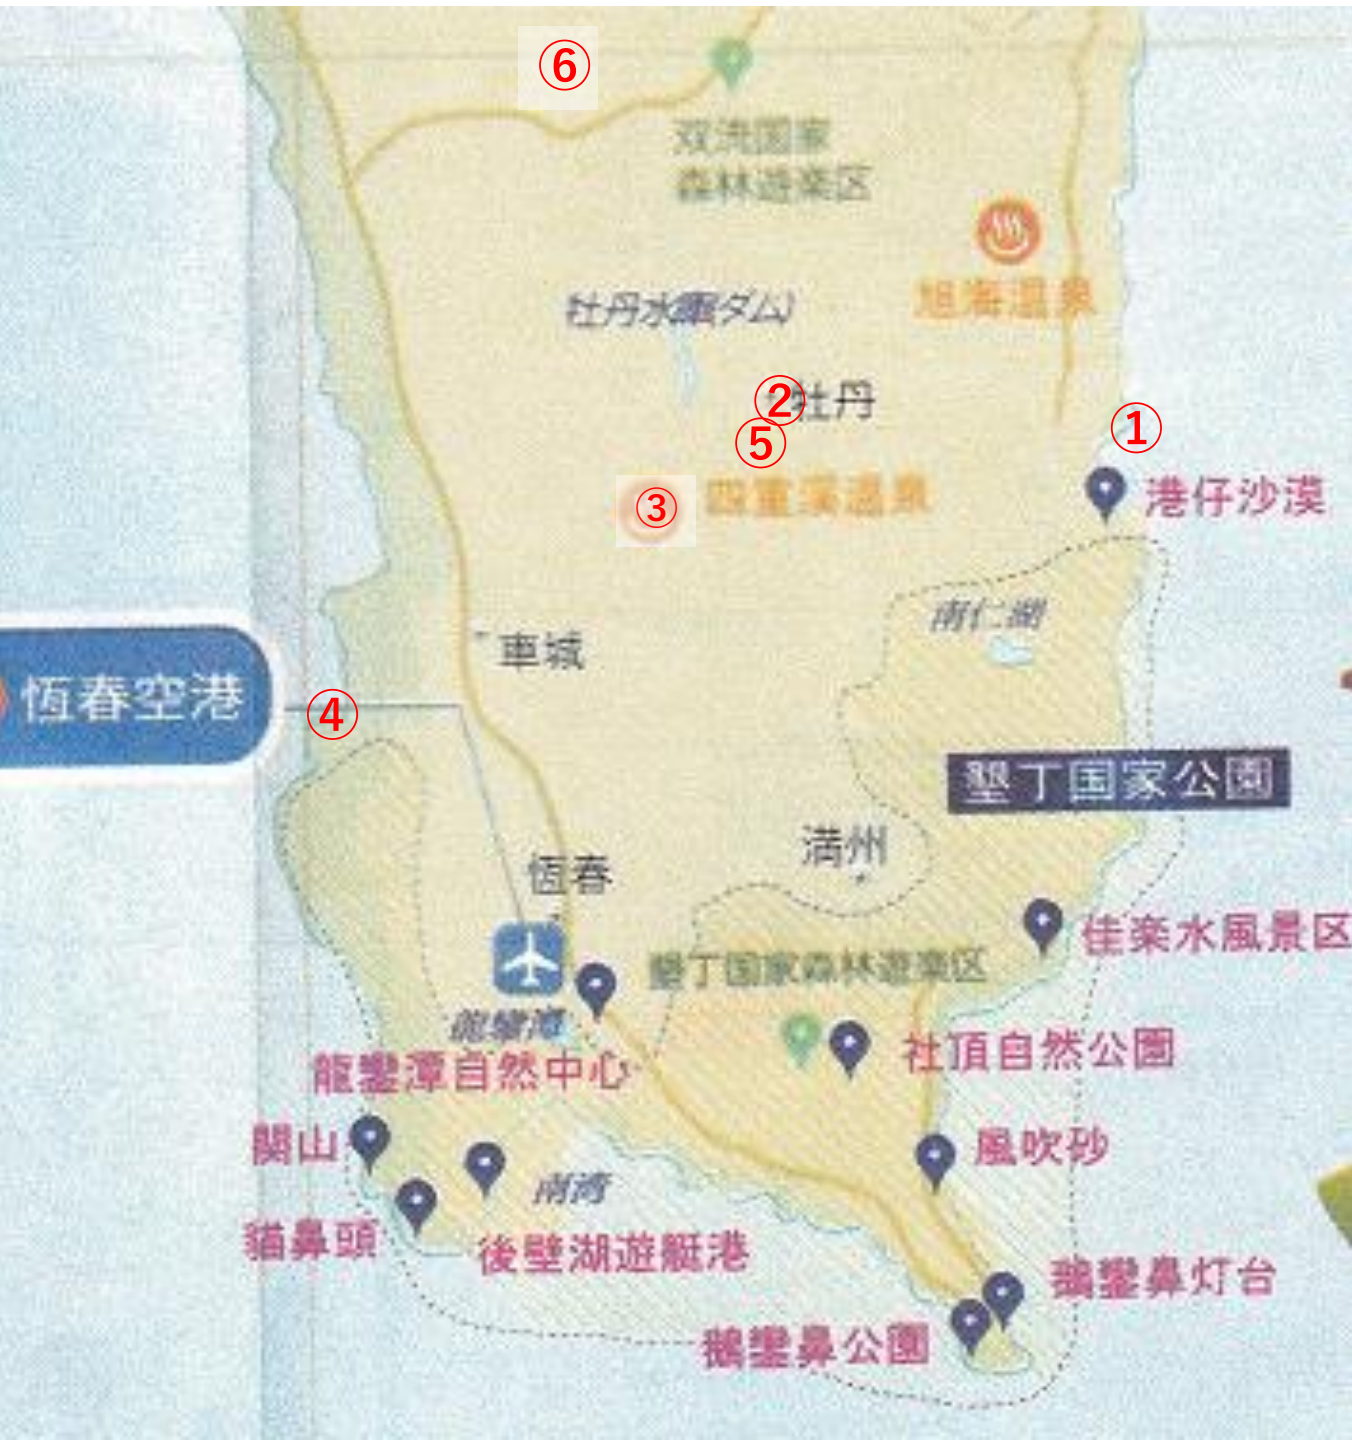 ⑥
双流国家
森林遊楽区
旭海温泉
牡丹水庫(ダム)
②
牡丹
①
⑤
港仔沙漠
③
四重渓温泉
南仁湖
車城
恆春空港
④
墾丁国家公園
満州
恆春
佳楽水風景区
墾丁国家森林遊楽区
龍鑾潭
社頂自然公園
龍鑾潭自然中心
關山
風吹砂
南湾
貓鼻頭
後壁湖遊艇港
鵝鑾鼻灯台
鵝鑾鼻公園